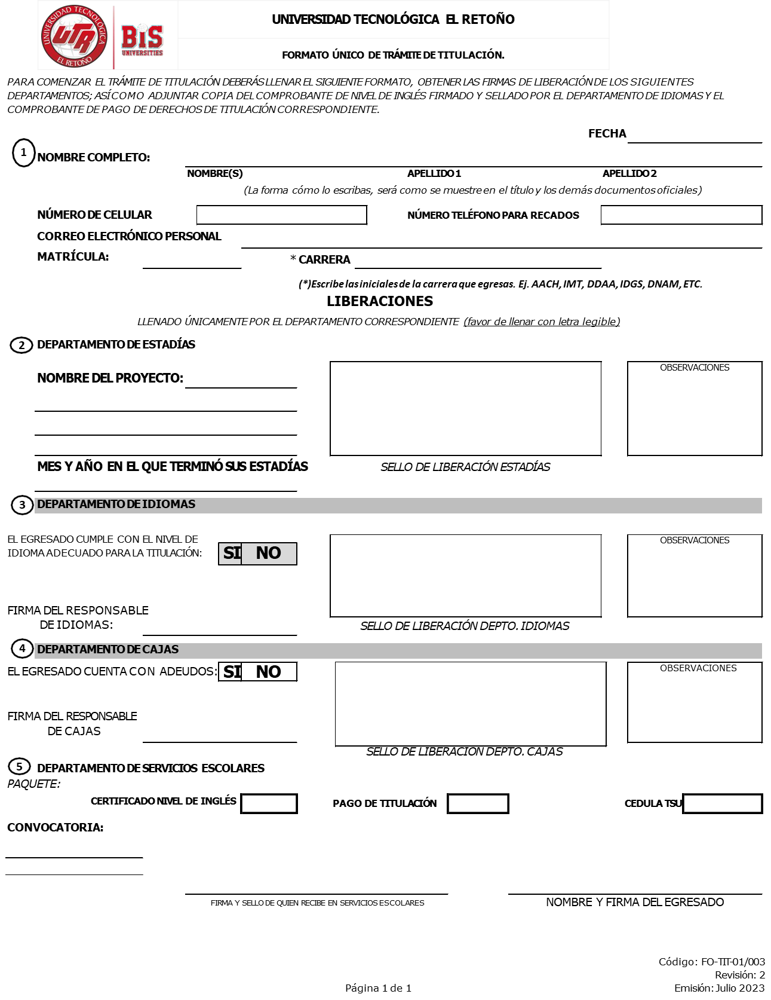 UNIVERSIDAD TECNOLÓGICA
UTR
EL RETOÑO
BiS
UNIVERSITIES
UNIVERSIDAD TECNOLÓGICA EL RETOÑO
FORMATO ÚNICO DE TRÁMITE DE TITULACIÓN.
PARA COMENZAR EL TRÁMITE DE TITULACIÓN DEBERÁS LLENAR EL SIGUIENTE FORMATO, OBTENER LAS FIRMAS DE LIBERACIÓN DE LOS SIGUIENTES
DEPARTAMENTOS; ASÍ COMO ADJUNTAR COPIA DEL COMPROBANTE DE NIVEL DE INGLÉS FIRMADO Y SELLADO POR EL DEPARTAMENTO DE IDIOMAS Y EL
COMPROBANTE DE PAGO DE DERECHOS DE TITULACIÓN CORRESPONDIENTE.
FECHA
1 NOMBRE COMPLETO:
NOMBRE(S) APELLIDO 1 APELLIDO 2
(La forma cómo lo escribas, será como se muestre en el título y los demás documentos oficiales)
NÚMERO DE CELULAR NÚMERO TELÉFONO PARA RECADOS
CORREO ELECTRÓNICO PERSONAL
MATRÍCULA: * CARRERA
(*)Escribe las iniciales de la carrera que egresas. Ej. AACH, IMT, DDAA, IDGS, DNAM, ETC.
LIBERACIONES
LLENADO ÚNICAMENTE POR EL DEPARTAMENTO CORRESPONDIENTE (favor de llenar con letra legible)
2 DEPARTAMENTO DE ESTADÍAS
OBSERVACIONES
NOMBRE DEL PROYECTO:
MES Y AÑO EN EL QUE TERMINÓ SUS ESTADÍAS SELLO DE LIBERACIÓN ESTADÍAS
3 DEPARTAMENTO DE IDIOMAS
EL EGRESADO CUMPLE CON EL NIVEL DE OBSERVACIONES
IDIOMA ADECUADO PARA LA TITULACIÓN: SI NO
FIRMA DEL RESPONSABLE
DE IDIOMAS: SELLO DE LIBERACIÓN DEPTO. IDIOMAS
4 DEPARTAMENTO DE CAJAS
EL EGRESADO CUENTA CON ADEUDOS: SI NO OBSERVACIONES
FIRMA DEL RESPONSABLE
DE CAJAS
SELLO DE LIBERACION DEPTO. CAJAS
5 DEPARTAMENTO DE SERVICIOS ESCOLARES
PAQUETE:
CERTIFICADO NIVEL DE INGLÉS PAGO DE TITULACIÓN CEDULA TSU
CONVOCATORIA:
FIRMA Y SELLO DE QUIEN RECIBE EN SERVICIOS ESCOLARES NOMBRE Y FIRMA DEL EGRESADO
Código: FO-TIT-01/003
Revisión: 2
Página 1 de 1 Emisión: Julio 2023